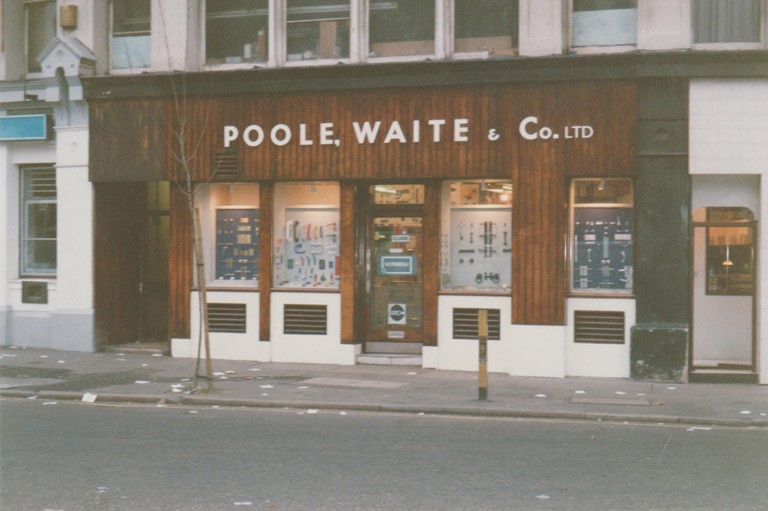 POOLE, WAITE & Co. LTD